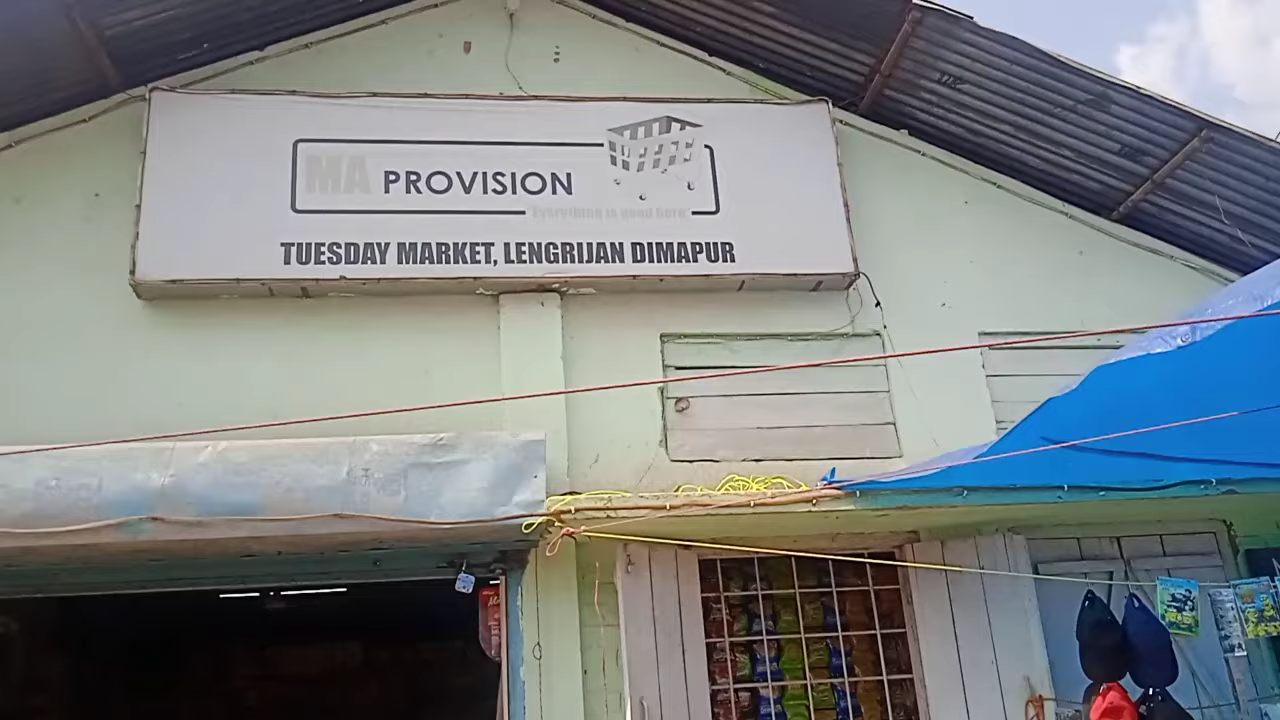 MA PROVISION
"Everything is good here"
TUESDAY MARKET, LENGRIJAN DIMAPUR